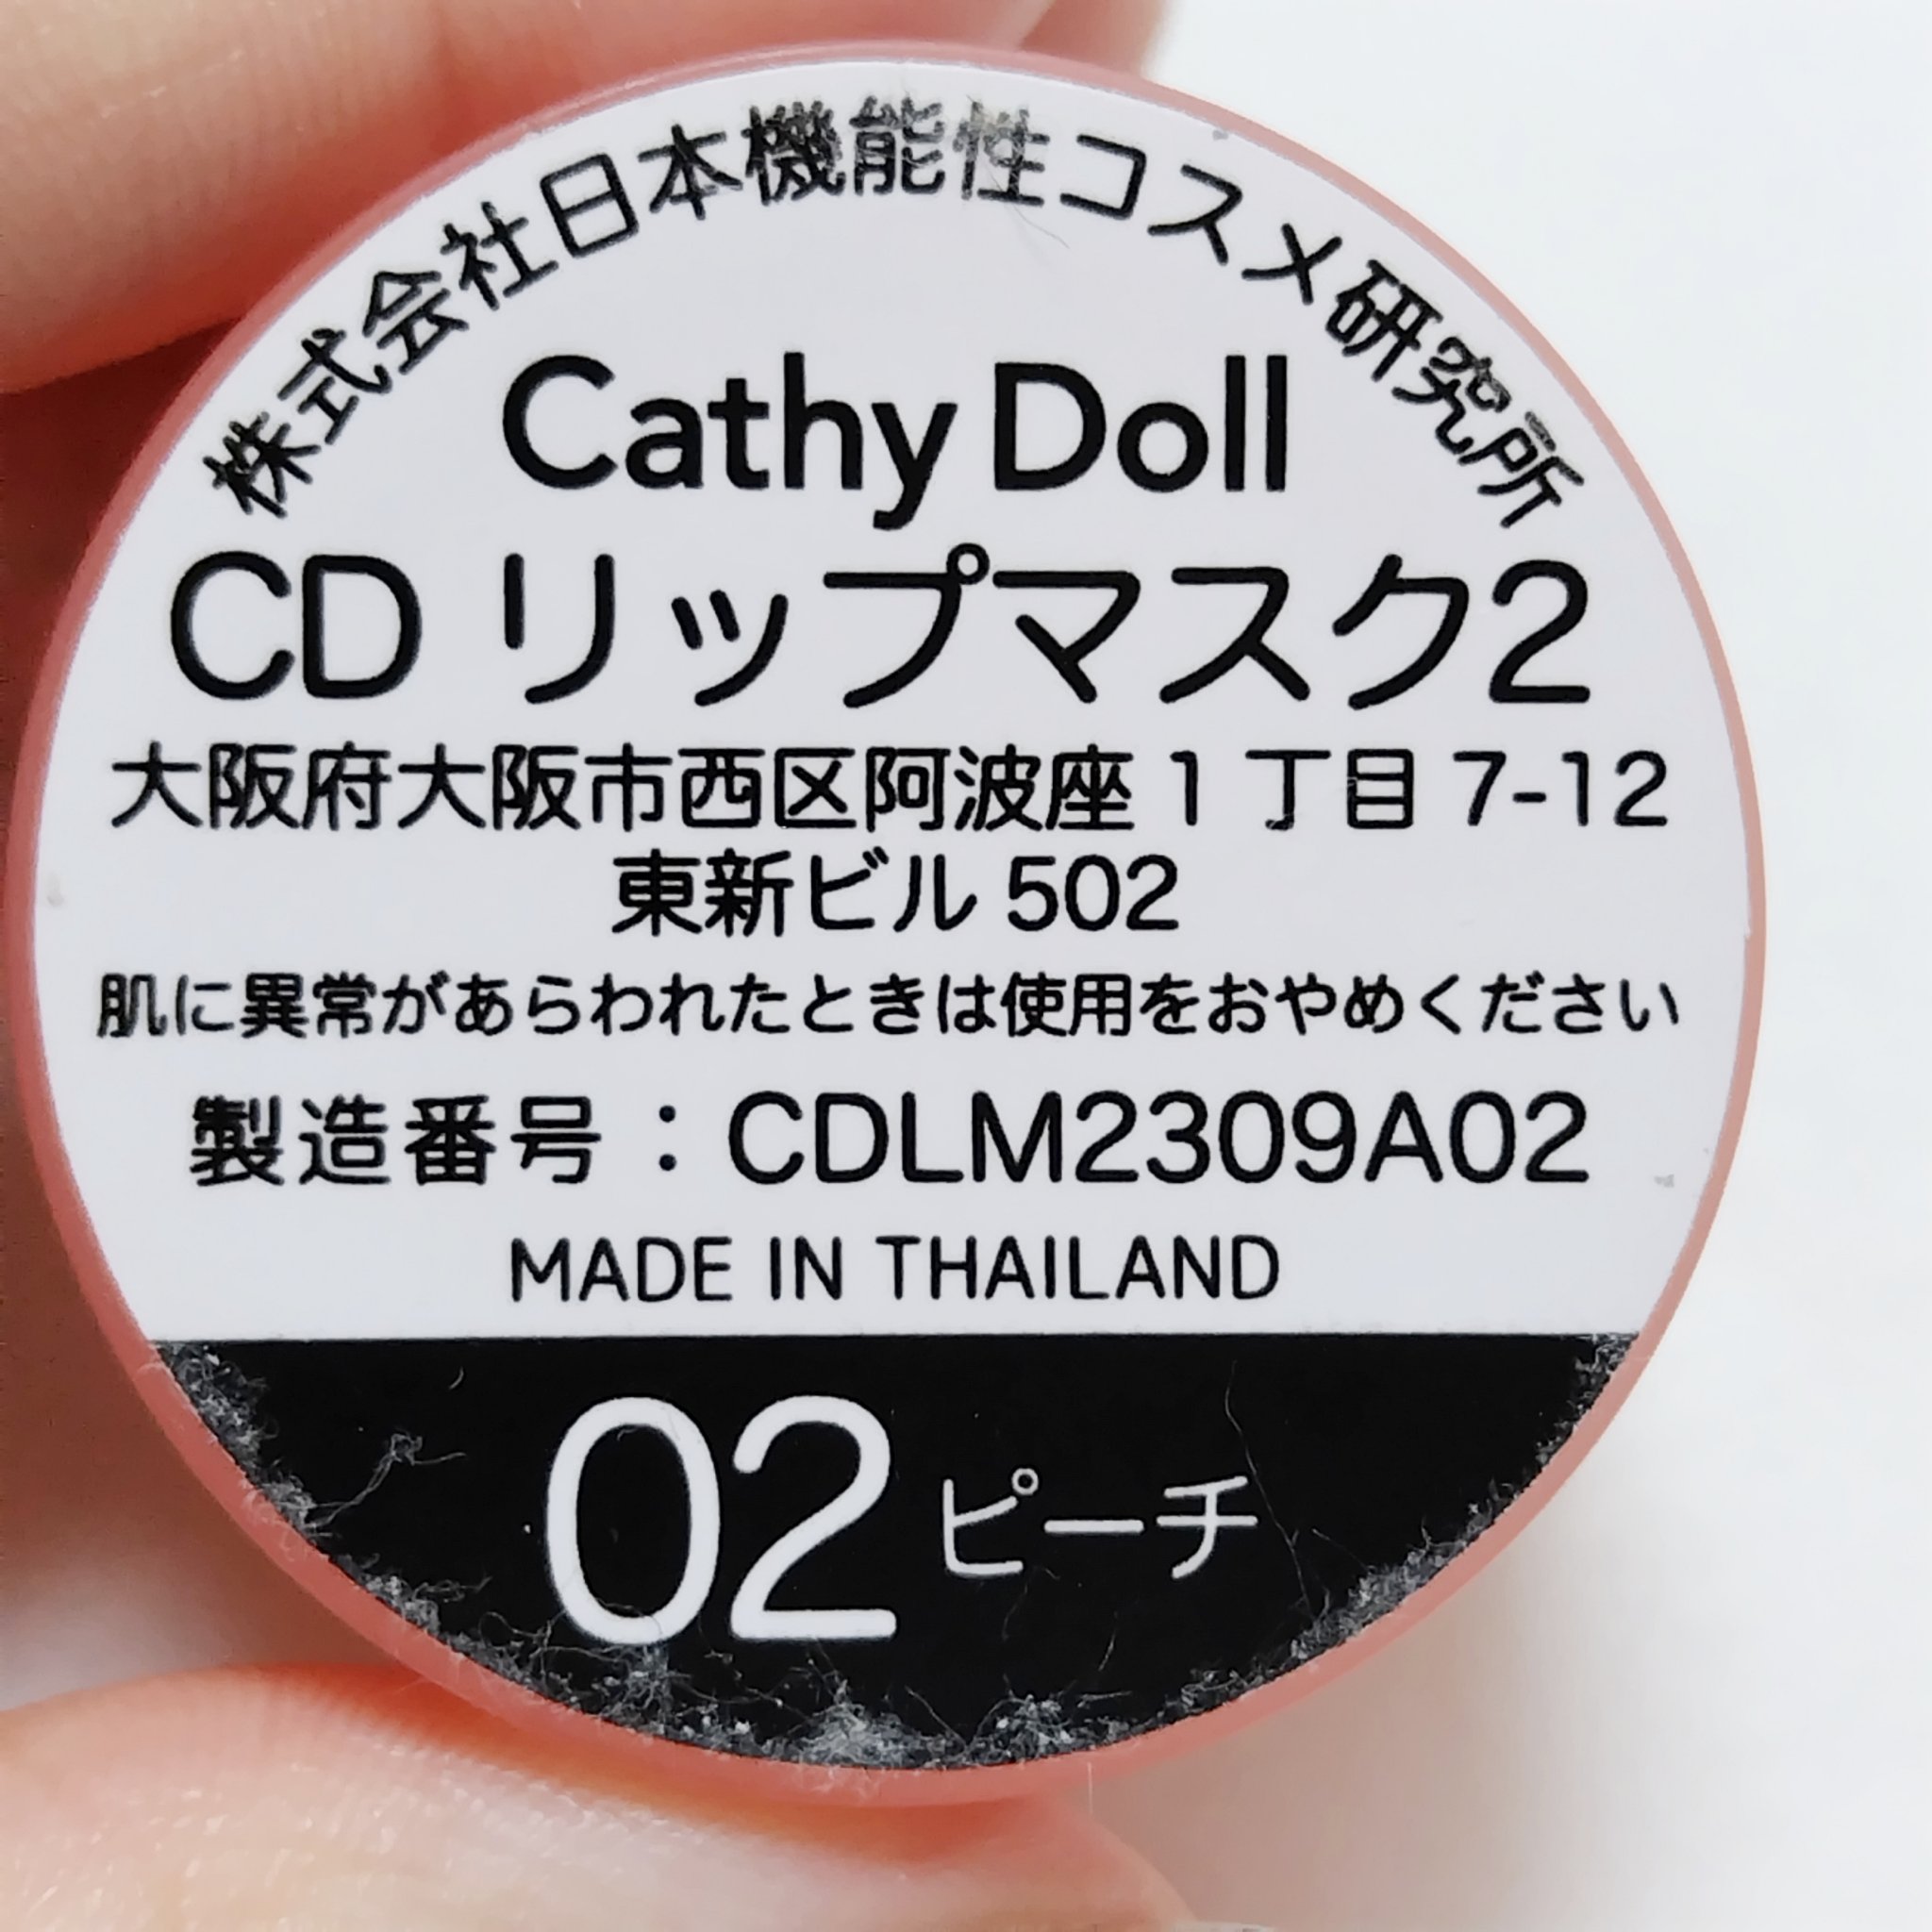 株式会社日本機能性コスメ研究所
Cathy Doll
CD リップマスク2
大阪府大阪市西区阿波座 1 丁目 7-12
東新ビル 502
肌に異常があらわれたときは使用をおやめください
製造番号：CDLM2309A02
MADE IN THAILAND
02 ピーチ